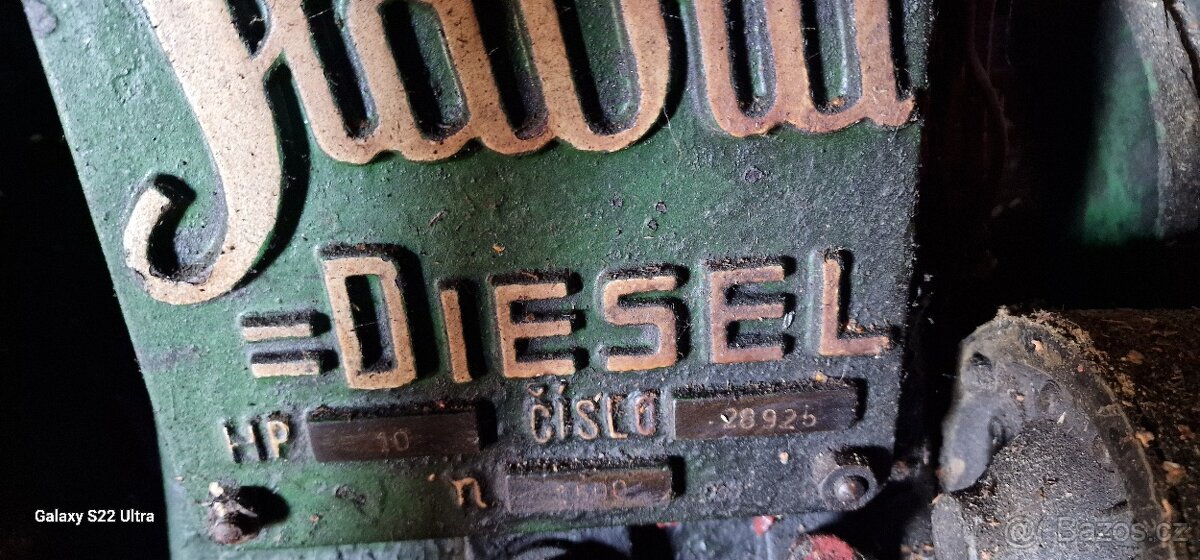 =DIESEL
HP 10 ČÍSLO 28925
n
Galaxy S22 Ultra
@ Bazos.cz